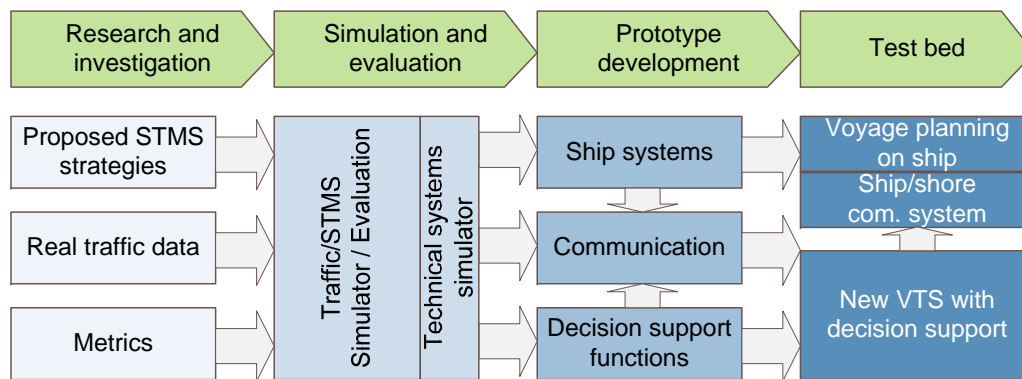 Research and
investigation
Simulation and
evaluation
Prototype
development
Test bed
Proposed STMS
strategies
Real traffic data
Metrics
Traffic/STMS
Simulator / Evaluation
Technical systems
simulator
Ship systems
Communication
Decision support
functions
Voyage planning
on ship
Ship/shore
com. system
New VTS with
decision support